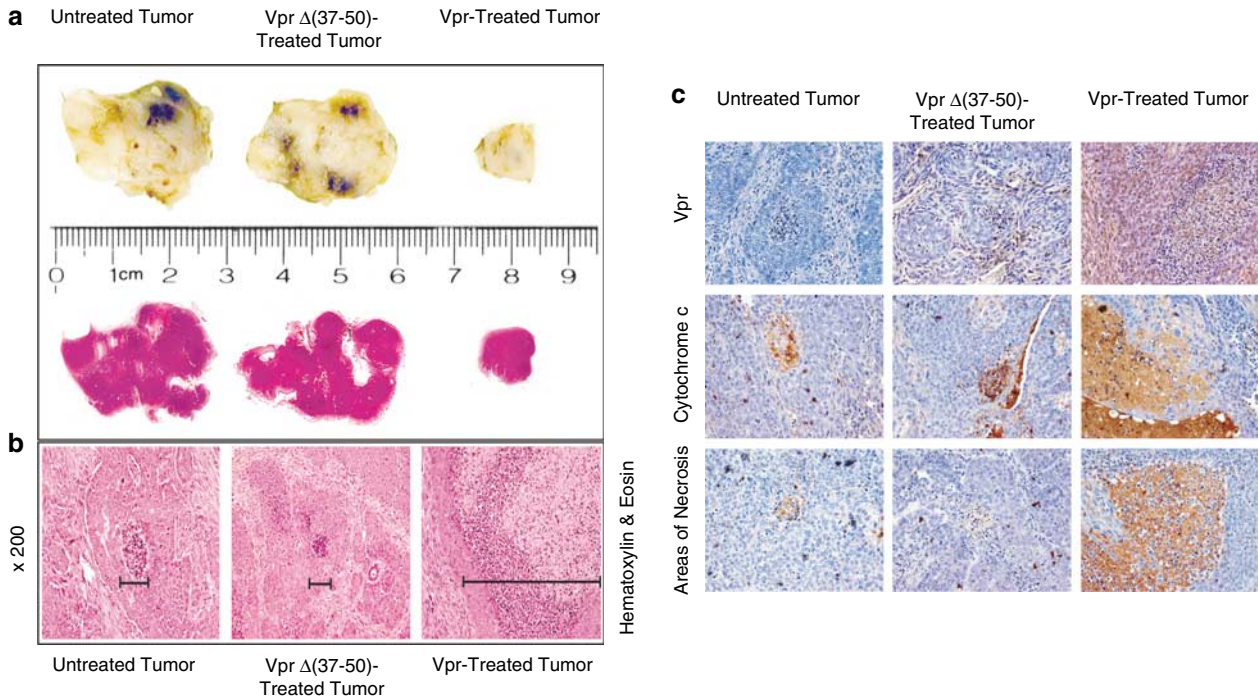 a
Untreated Tumor
Vpr Δ(37-50)-
Treated Tumor
Vpr-Treated Tumor
0 1cm 2 3 4 5 6 7 8 9
b
x 200
Hematoxylin & Eosin
Untreated Tumor
Vpr Δ(37-50)-
Treated Tumor
Vpr-Treated Tumor
c
Untreated Tumor
Vpr Δ(37-50)-
Treated Tumor
Vpr-Treated Tumor
Vpr
Cytochrome c
Areas of Necrosis